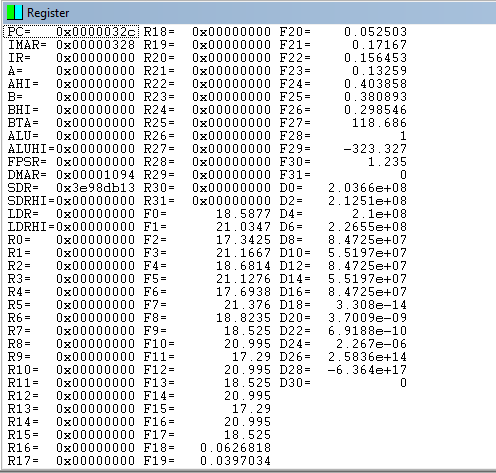 Register
PC= 0x0000032c R18= 0x00000000 F20= 0.052503
IMAR= 0x00000328 R19= 0x00000000 F21= 0.17167
IR= 0x00000000 R20= 0x00000000 F22= 0.156453
A= 0x00000000 R21= 0x00000000 F23= 0.13259
AHI= 0x00000000 R22= 0x00000000 F24= 0.403858
B= 0x00000000 R23= 0x00000000 F25= 0.380893
BHI= 0x00000000 R24= 0x00000000 F26= 0.298546
BTA= 0x00000000 R25= 0x00000000 F27= 118.686
ALU= 0x00000000 R26= 0x00000000 F28= 1
ALUHI=0x00000000 R27= 0x00000000 F29= -323.327
FPSR= 0x00000000 R28= 0x00000000 F30= 1.235
DMAR= 0x00001094 R29= 0x00000000 F31= 0
SDR= 0x3e98db13 R30= 0x00000000 D0= 2.0366e+08
SDRHI= 0x00000000 R31= 0x00000000 D2= 2.1251e+08
LDR= 0x00000000 F0= 18.5877 D4= 2.1e+08
LDRHI=0x00000000 F1= 21.0347 D6= 2.2655e+08
R0= 0x00000000 F2= 17.3425 D8= 8.4725e+07
R1= 0x00000000 F3= 21.1667 D10= 5.5197e+07
R2= 0x00000000 F4= 18.6814 D12= 8.4725e+07
R3= 0x00000000 F5= 21.1276 D14= 5.5197e+07
R4= 0x00000000 F6= 17.6938 D16= 8.4725e+07
R5= 0x00000000 F7= 21.376 D18= 3.308e-14
R6= 0x00000000 F8= 18.8235 D20= 3.7009e-09
R7= 0x00000000 F9= 18.525 D22= 6.9188e-10
R8= 0x00000000 F10= 20.995 D24= 2.267e-06
R9= 0x00000000 F11= 17.29 D26= 2.5836e+14
R10= 0x00000000 F12= 20.995 D28= -6.364e+17
R11= 0x00000000 F13= 18.525 D30= 0
R12= 0x00000000 F14= 20.995
R13= 0x00000000 F15= 17.29
R14= 0x00000000 F16= 20.995
R15= 0x00000000 F17= 18.525
R16= 0x00000000 F18= 0.0626818
R17= 0x00000000 F19= 0.0397034